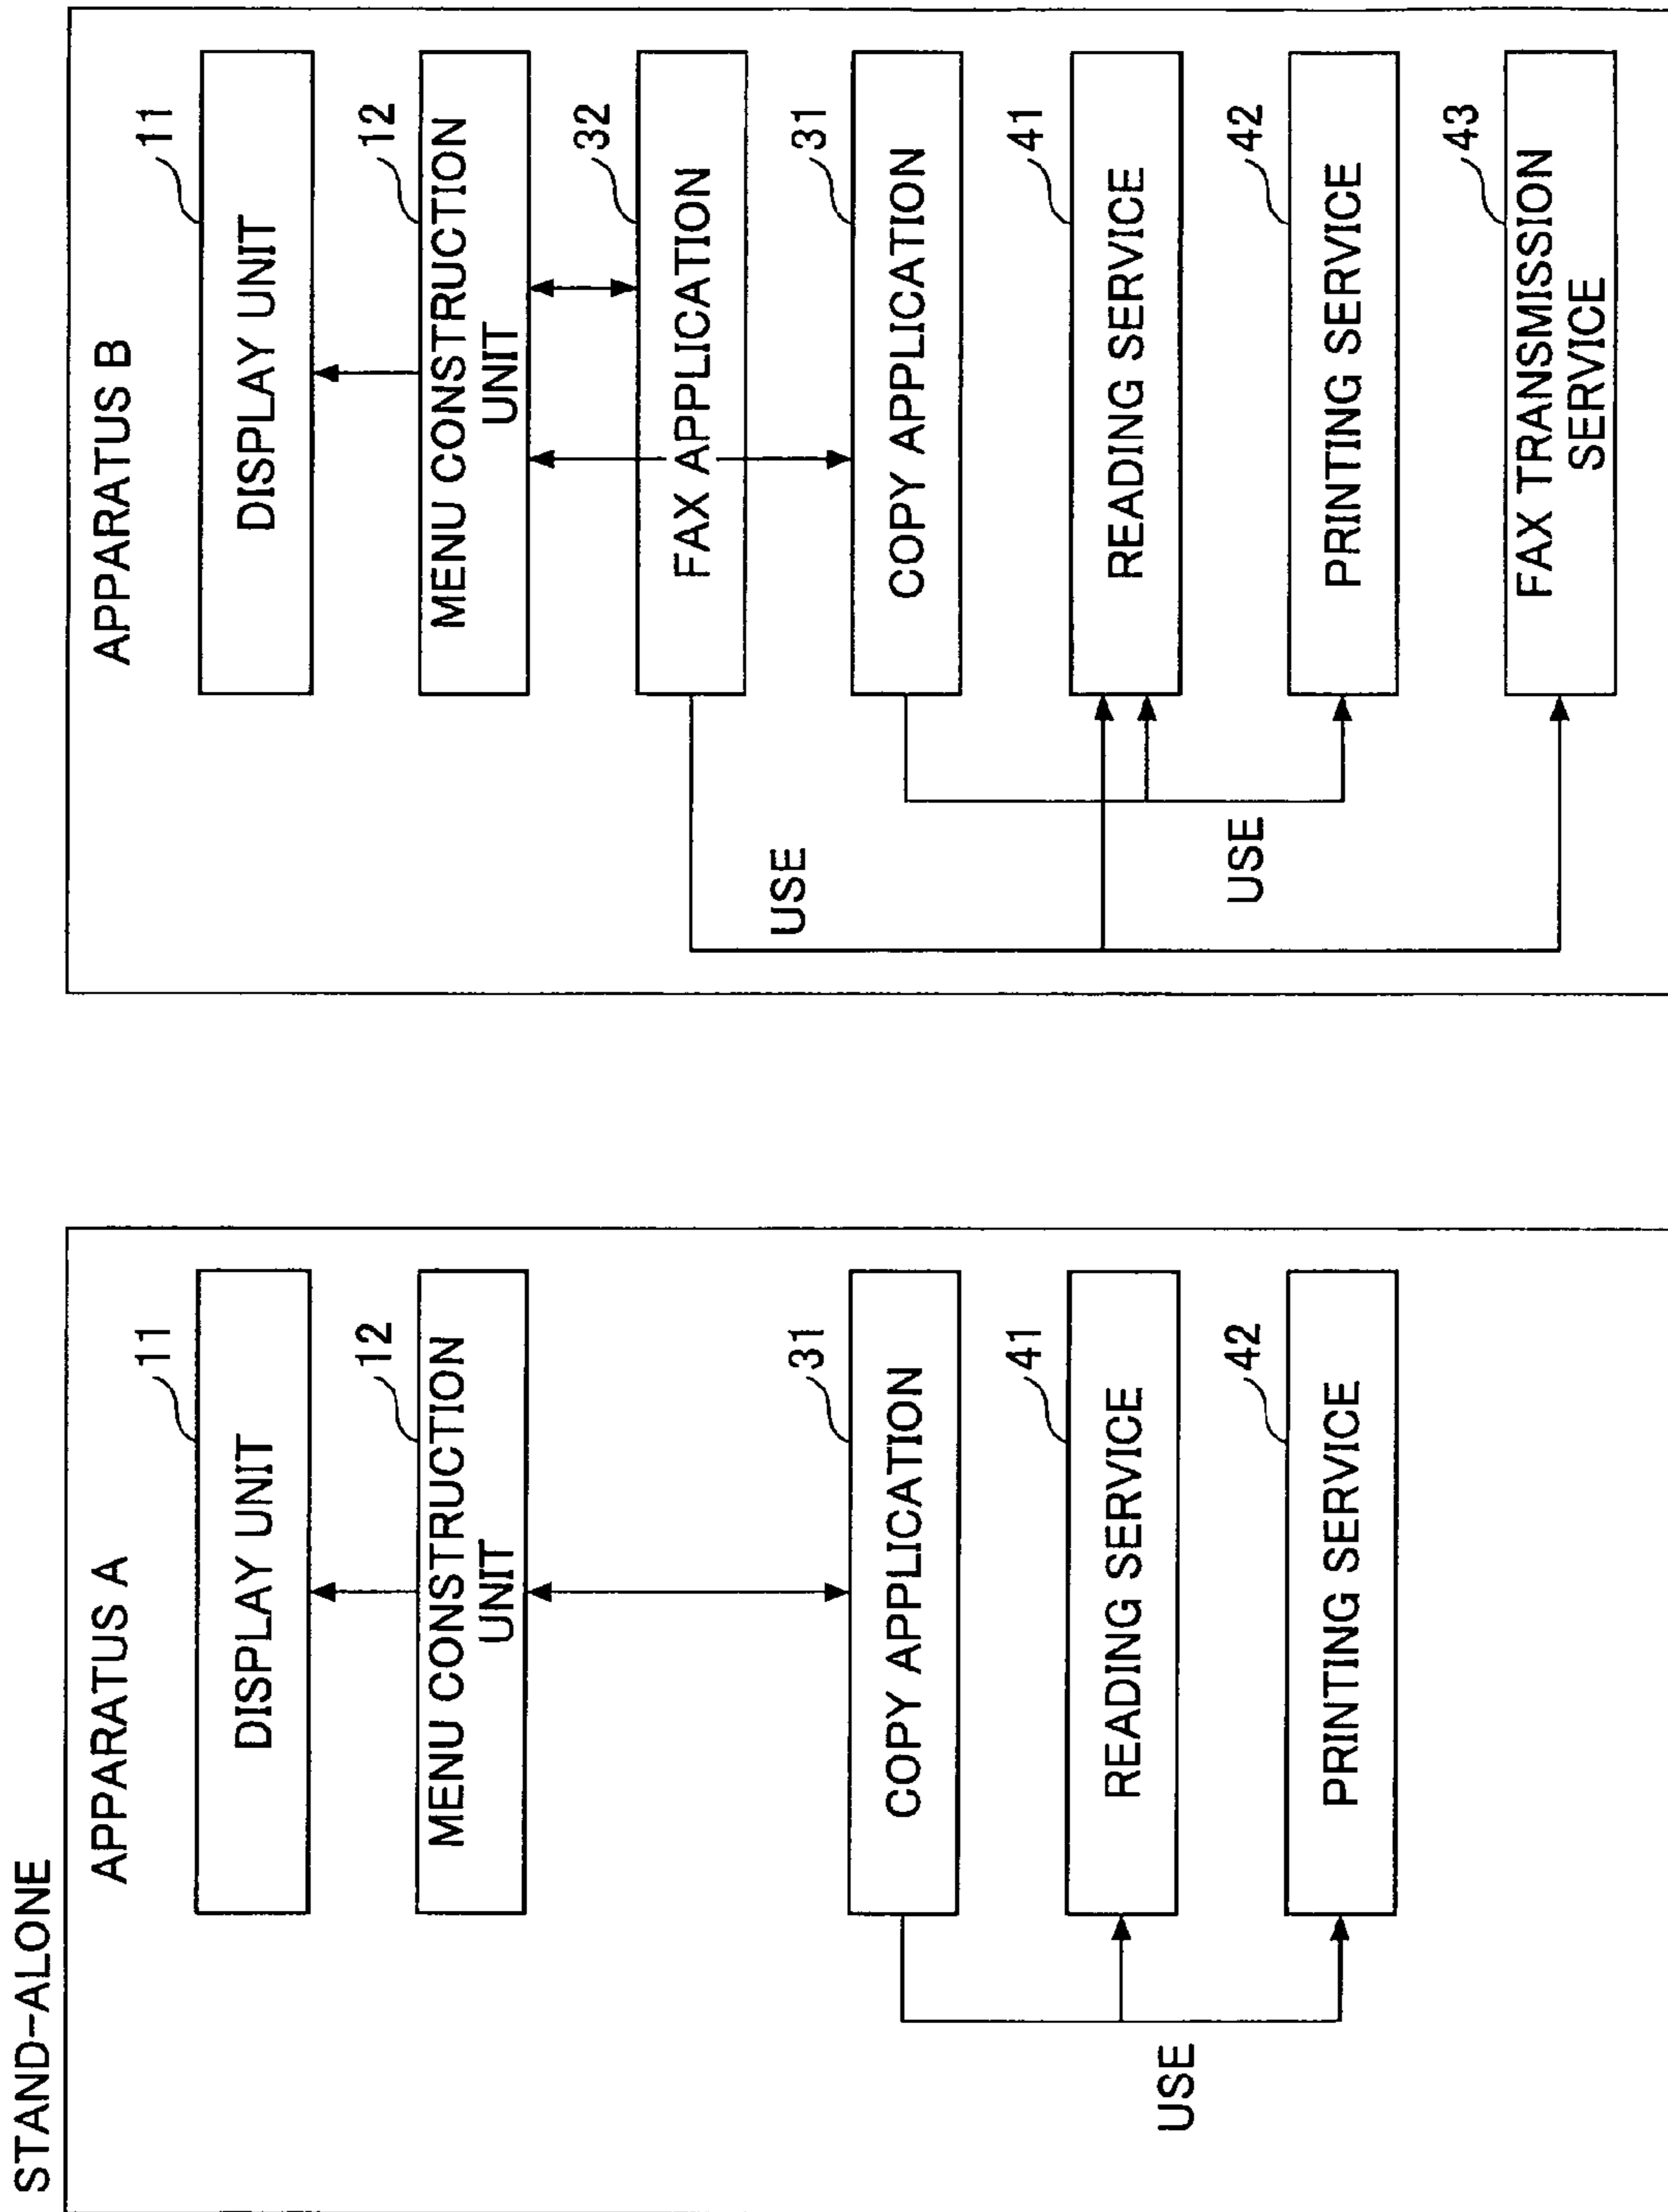 STAND-ALONE
APPARATUS A
11
DISPLAY UNIT
12
MENU CONSTRUCTION
UNIT
31
COPY APPLICATION
41
READING SERVICE
42
PRINTING SERVICE
USE
APPARATUS B
11
DISPLAY UNIT
12
MENU CONSTRUCTION
UNIT
32
FAX APPLICATION
31
COPY APPLICATION
41
READING SERVICE
42
PRINTING SERVICE
43
FAX TRANSMISSION
SERVICE
USE
USE